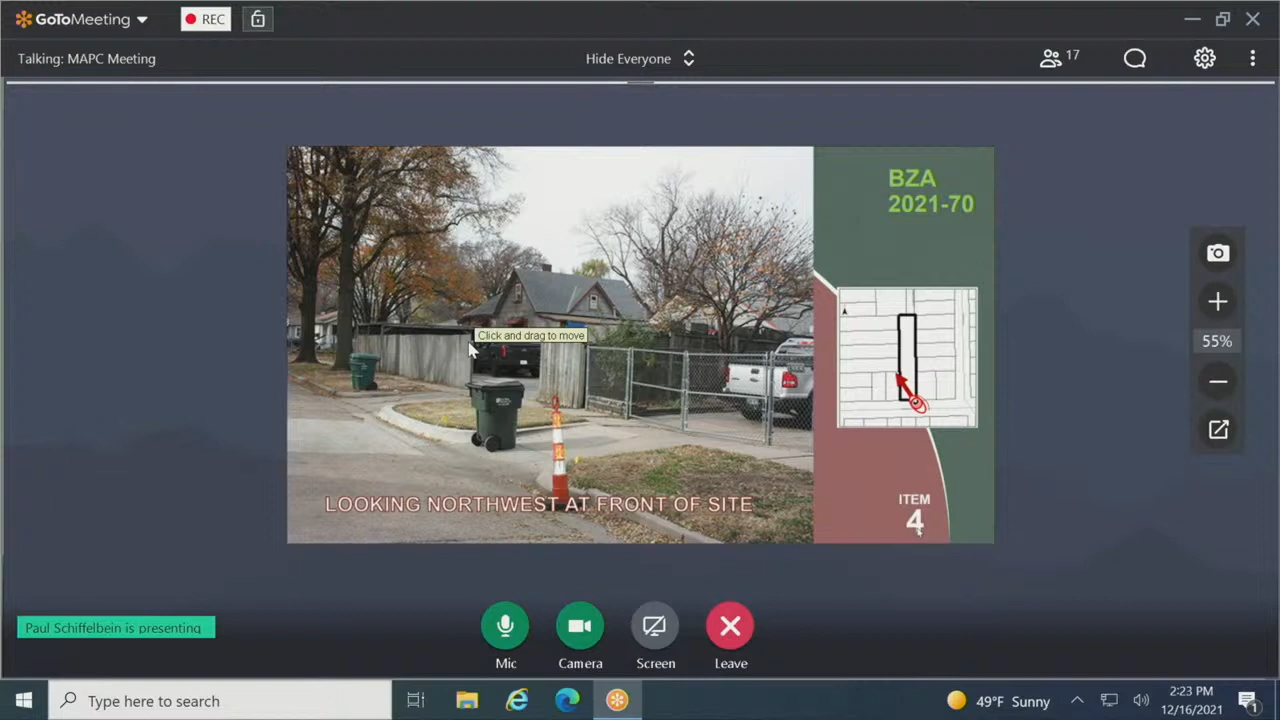 GoToMeeting
REC
Talking: MAPC Meeting
Hide Everyone
17
BZA
2021-70
Click and drag to move
55%
LOOKING NORTHWEST AT FRONT OF SITE
ITEM
4
Paul Schiffelbein is presenting
Mic
Camera
Screen
Leave
Type here to search
49°F Sunny
2:23 PM
12/16/2021
1